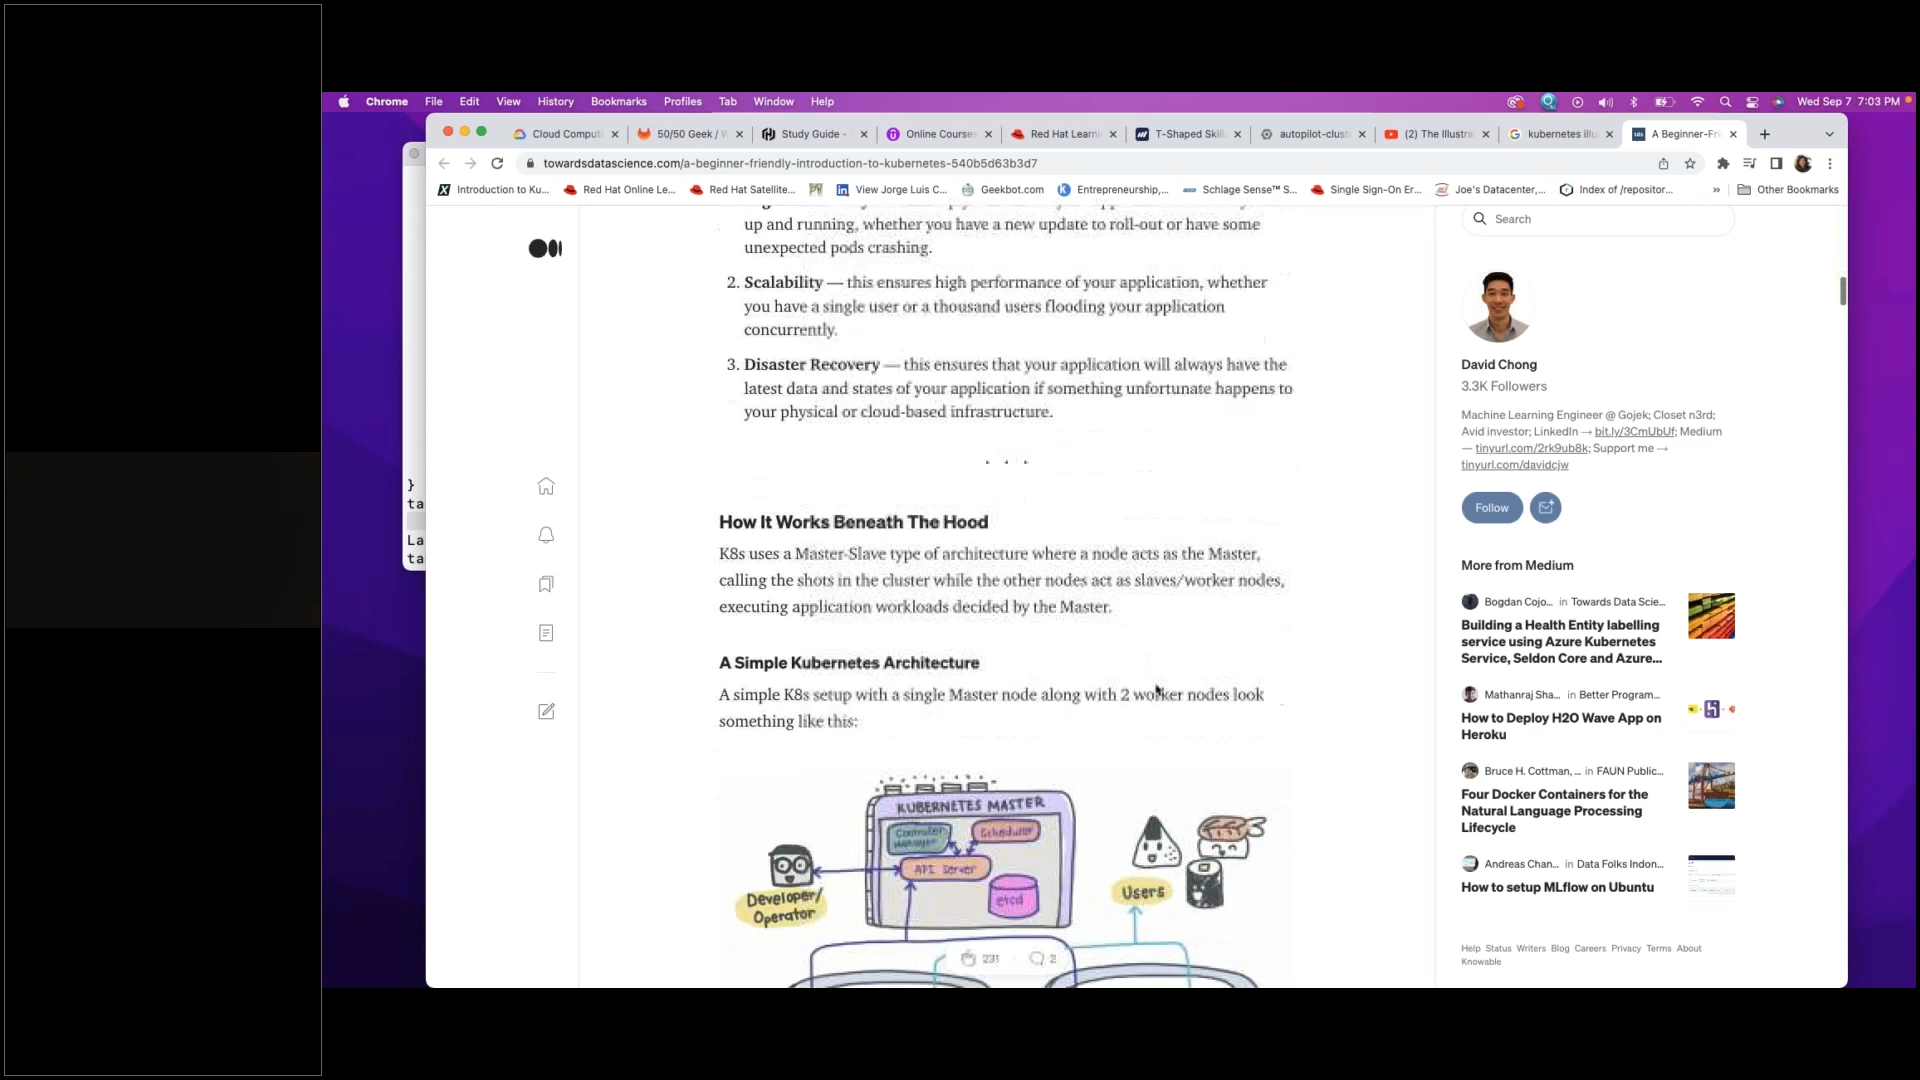 Chrome File Edit View History Bookmarks Profiles Tab Window Help
Wed Sep 7 7:03 PM
Cloud Computi
50/50 Geek / V
Study Guide -
Online Courses
Red Hat Learni
T-Shaped Skil
autopilot-clust
(2) The Illustra
kubernetes illu
A Beginner-Fri
towardsdatascience.com/a-beginner-friendly-introduction-to-kubernetes-540b5d63b3d7
Introduction to Ku...
Red Hat Online Le...
Red Hat Satellite...
View Jorge Luis C...
Geekbot.com
Entrepreneurship,...
Schlage Sense™ S...
Single Sign-On Er...
Joe's Datacenter,...
Index of /repositor...
»
Other Bookmarks
}
ta
La
ta
up and running, whether you have a new update to roll-out or have some
unexpected pods crashing.
2. Scalability — this ensures high performance of your application, whether
you have a single user or a thousand users flooding your application
concurrently.
3. Disaster Recovery — this ensures that your application will always have the
latest data and states of your application if something unfortunate happens to
your physical or cloud-based infrastructure.
. . .
How It Works Beneath The Hood
K8s uses a Master-Slave type of architecture where a node acts as the Master,
calling the shots in the cluster while the other nodes act as slaves/worker nodes,
executing application workloads decided by the Master.
A Simple Kubernetes Architecture
A simple K8s setup with a single Master node along with 2 worker nodes look
something like this:
KUBERNETES MASTER
Controller
manager
Scheduler
API Server
etcd
Developer/
Operator
Users
231
2
Search
David Chong
3.3K Followers
Machine Learning Engineer @ Gojek; Closet n3rd;
Avid investor; LinkedIn → bit.ly/3CmUbUf; Medium
— tinyurl.com/2rk9ub8k; Support me →
tinyurl.com/davidcjw
Follow
More from Medium
Bogdan Cojo... in Towards Data Scie...
Building a Health Entity labelling
service using Azure Kubernetes
Service, Seldon Core and Azure...
Mathanraj Sha... in Better Program...
How to Deploy H2O Wave App on
Heroku
Bruce H. Cottman, ... in FAUN Public...
Four Docker Containers for the
Natural Language Processing
Lifecycle
Andreas Chan... in Data Folks Indon...
How to setup MLflow on Ubuntu
Help Status Writers Blog Careers Privacy Terms About
Knowable